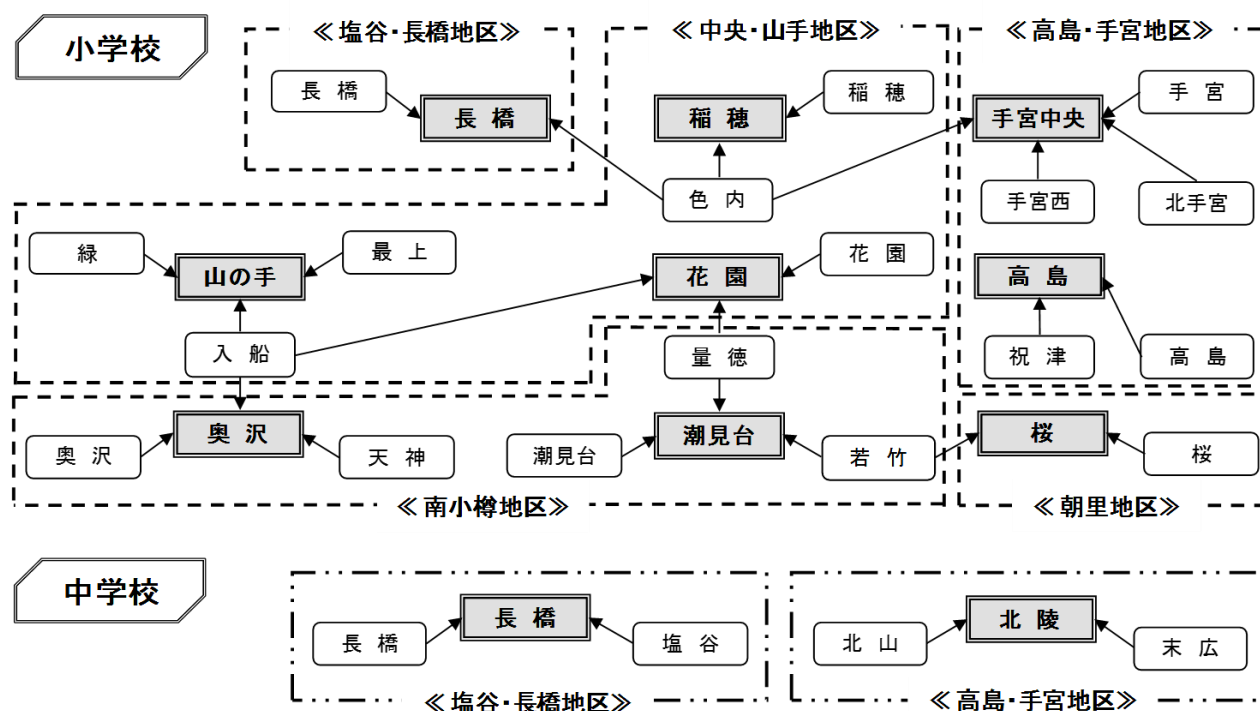 小学校
≪塩谷・長橋地区≫
≪中央・山手地区≫
≪高島・手宮地区≫
長橋
長橋
稲穂
稲穂
手宮中央
手宮
色内
手宮西
北手宮
緑
山の手
最上
花園
花園
高島
入船
量徳
祝津
高島
奥沢
奥沢
天神
潮見台
潮見台
若竹
桜
桜
≪南小樽地区≫
≪朝里地区≫
中学校
長橋
長橋
塩谷
北山
北陵
末広
≪塩谷・長橋地区≫
≪高島・手宮地区≫